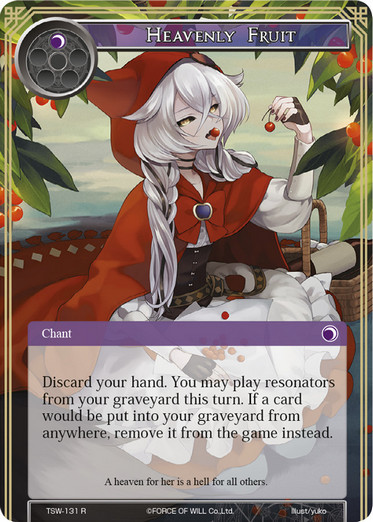 Heavenly Fruit
Chant
Discard your hand. You may play resonators
from your graveyard this turn. If a card
would be put into your graveyard from
anywhere, remove it from the game instead.
A heaven for her is a hell for all others.
TSW-131 R
©FORCE OF WILL Co.,Ltd.
Illust/yuko